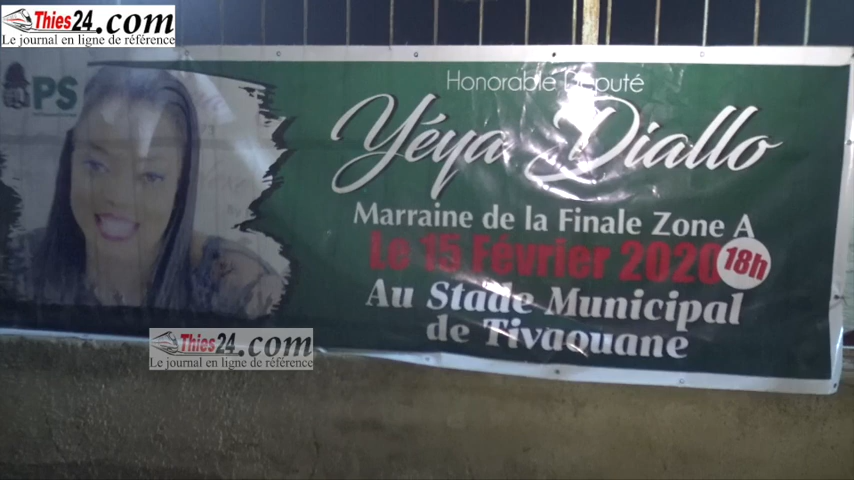 Thies24.com
Le journal en ligne de référence
PS
Honorable Député
Yéya Diallo
Marraine de la Finale Zone A
Le 15 Février 2020 18h
Au Stade Municipal
de Tivaouane
Thies24.com
Le journal en ligne de référence